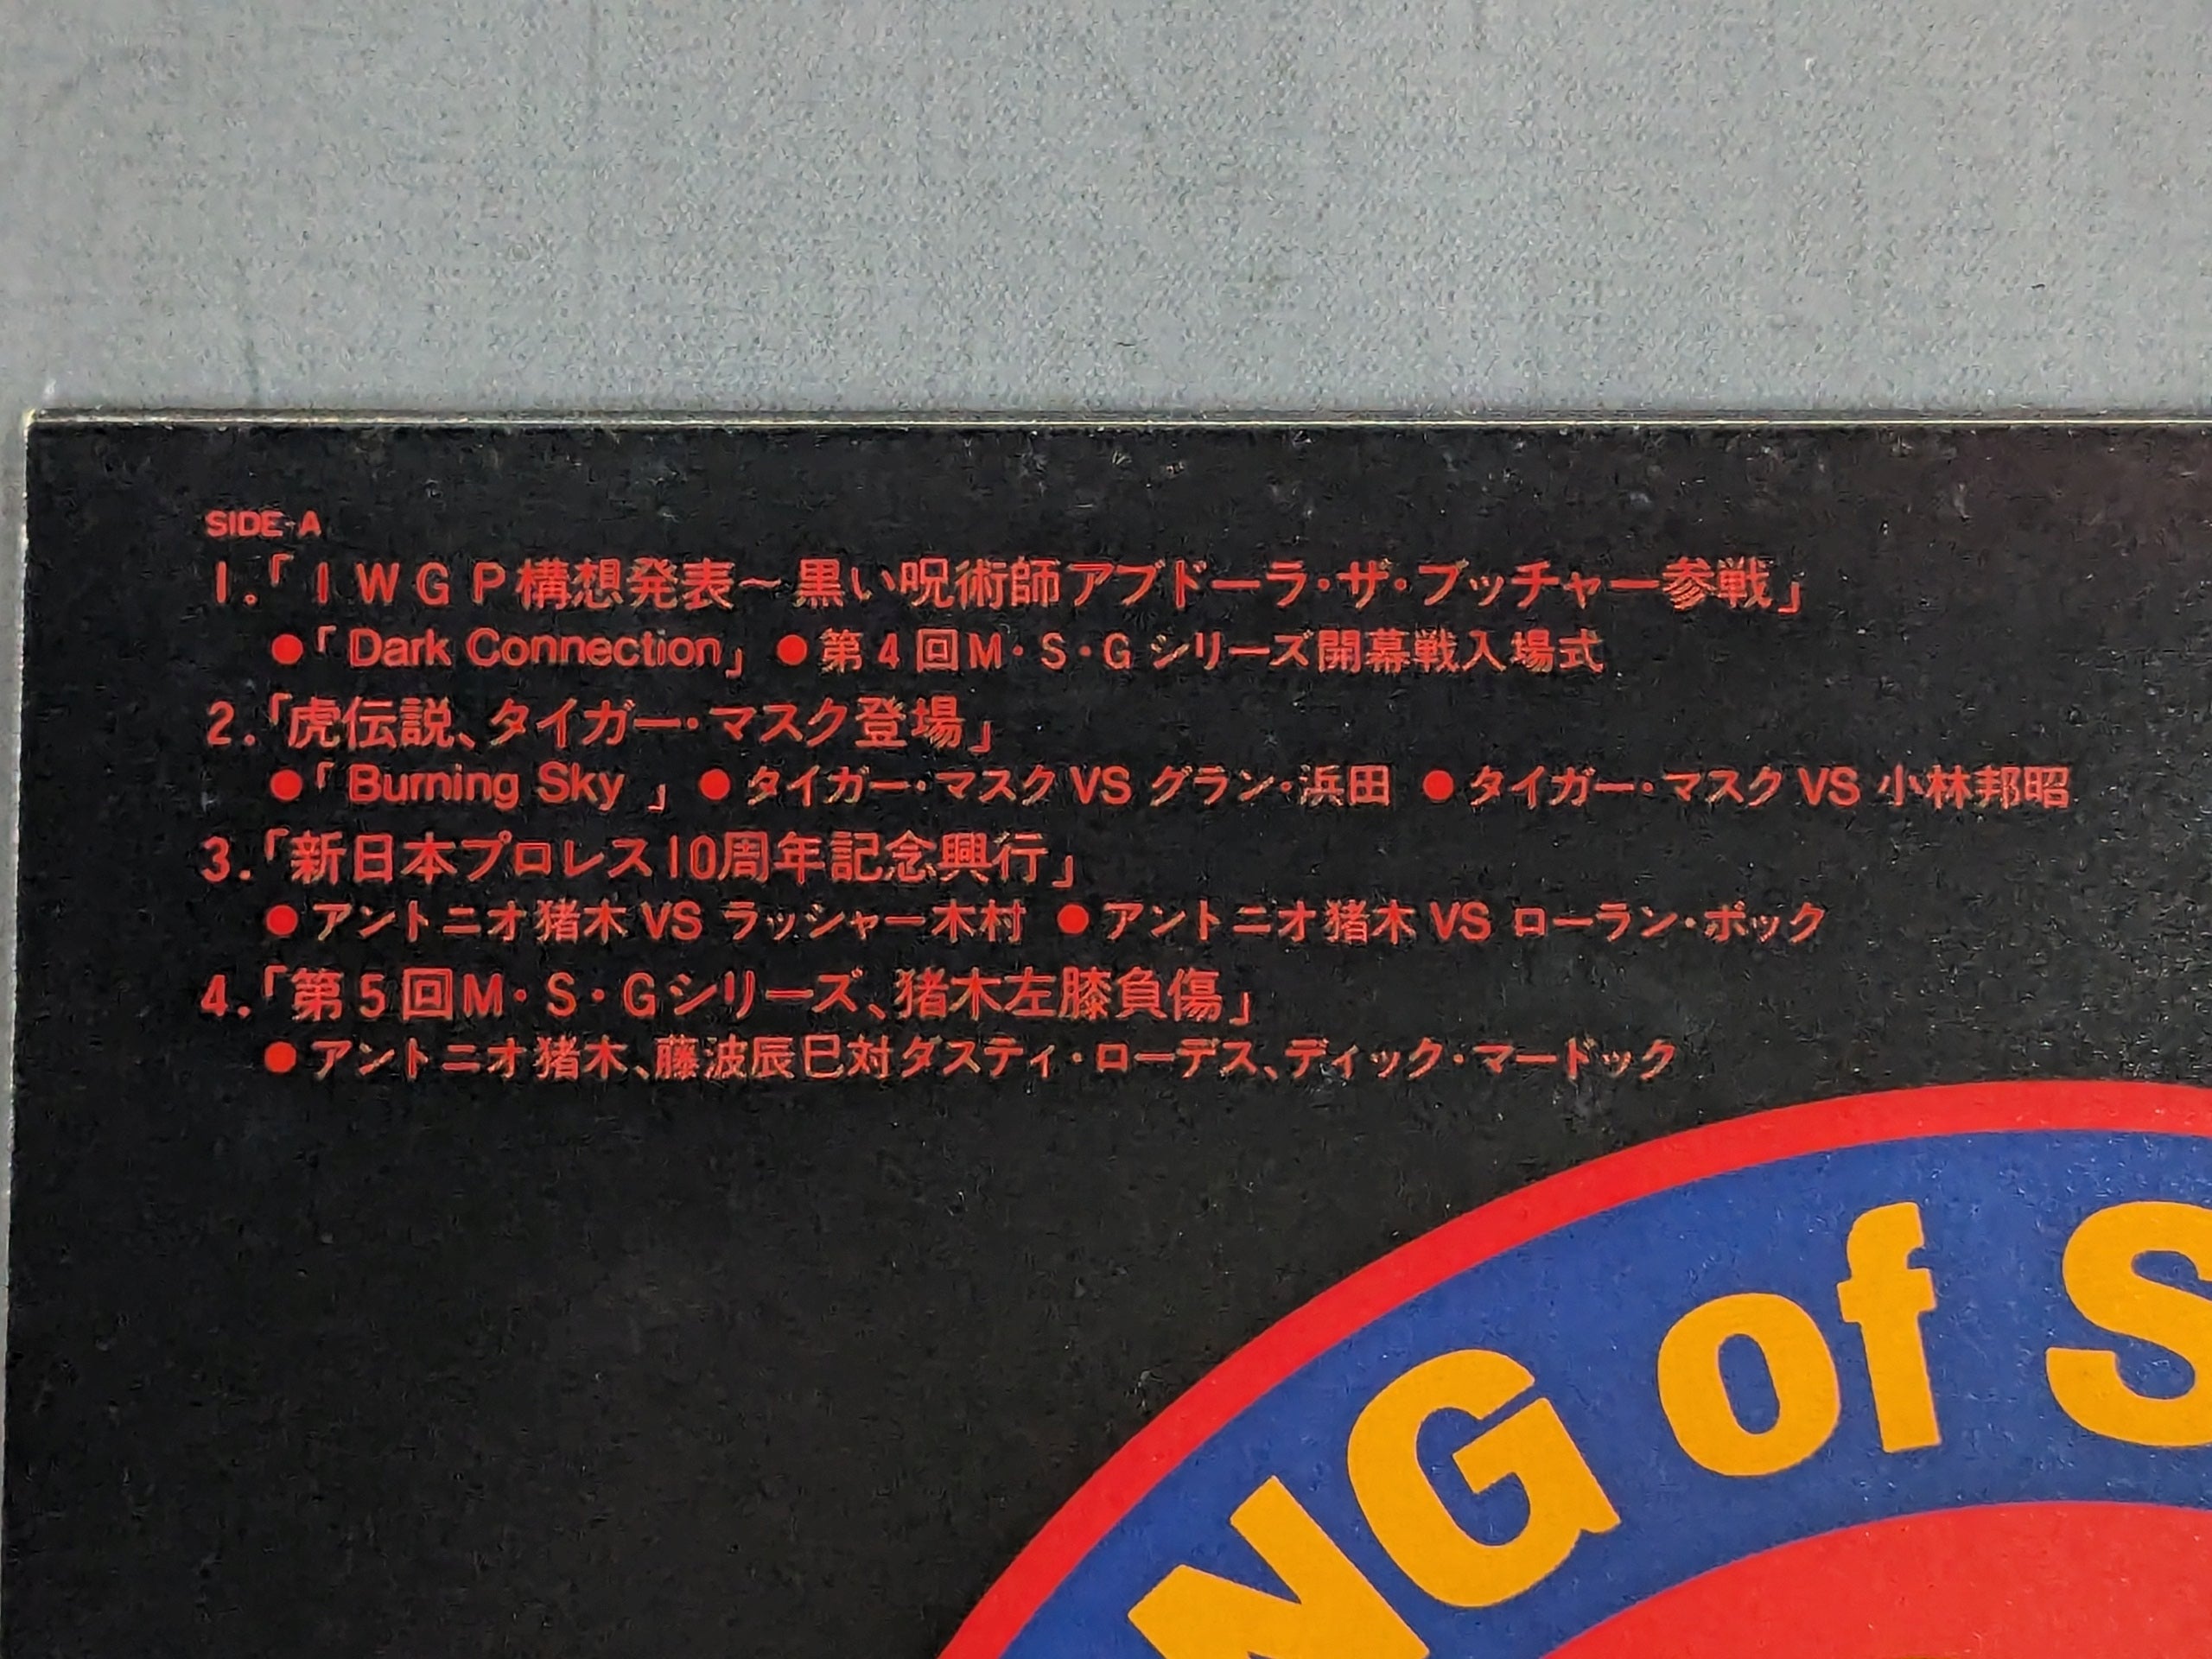 SIDE-A
1.「IWGP構想発表～黒い呪術師アブドーラ・ザ・ブッチャー参戦」
●「Dark Connection」 ●第4回M・S・Gシリーズ開幕戦入場式
2.「虎伝説、タイガー・マスク登場」
●「Burning Sky」 ●タイガー・マスク VS グラン・浜田 ●タイガー・マスク VS 小林邦昭
3.「新日本プロレス10周年記念興行」
●アントニオ猪木 VS ラッシャー木村 ●アントニオ猪木 VS ローラン・ボック
4.「第5回M・S・Gシリーズ、猪木左膝負傷」
●アントニオ猪木、藤波辰巳対ダスティ・ローデス、ディック・マードック
NG of S